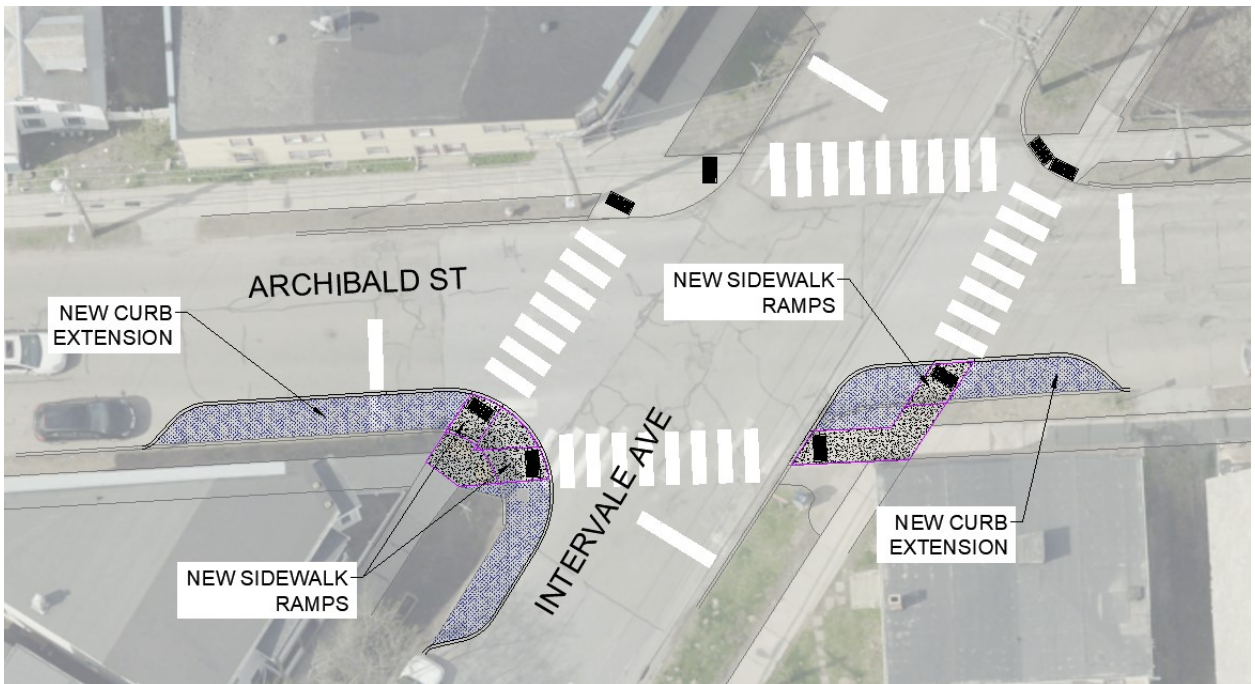 ARCHIBALD ST
NEW SIDEWALK
RAMPS
NEW CURB
EXTENSION
INTERVALE AVE
NEW CURB
EXTENSION
NEW SIDEWALK
RAMPS